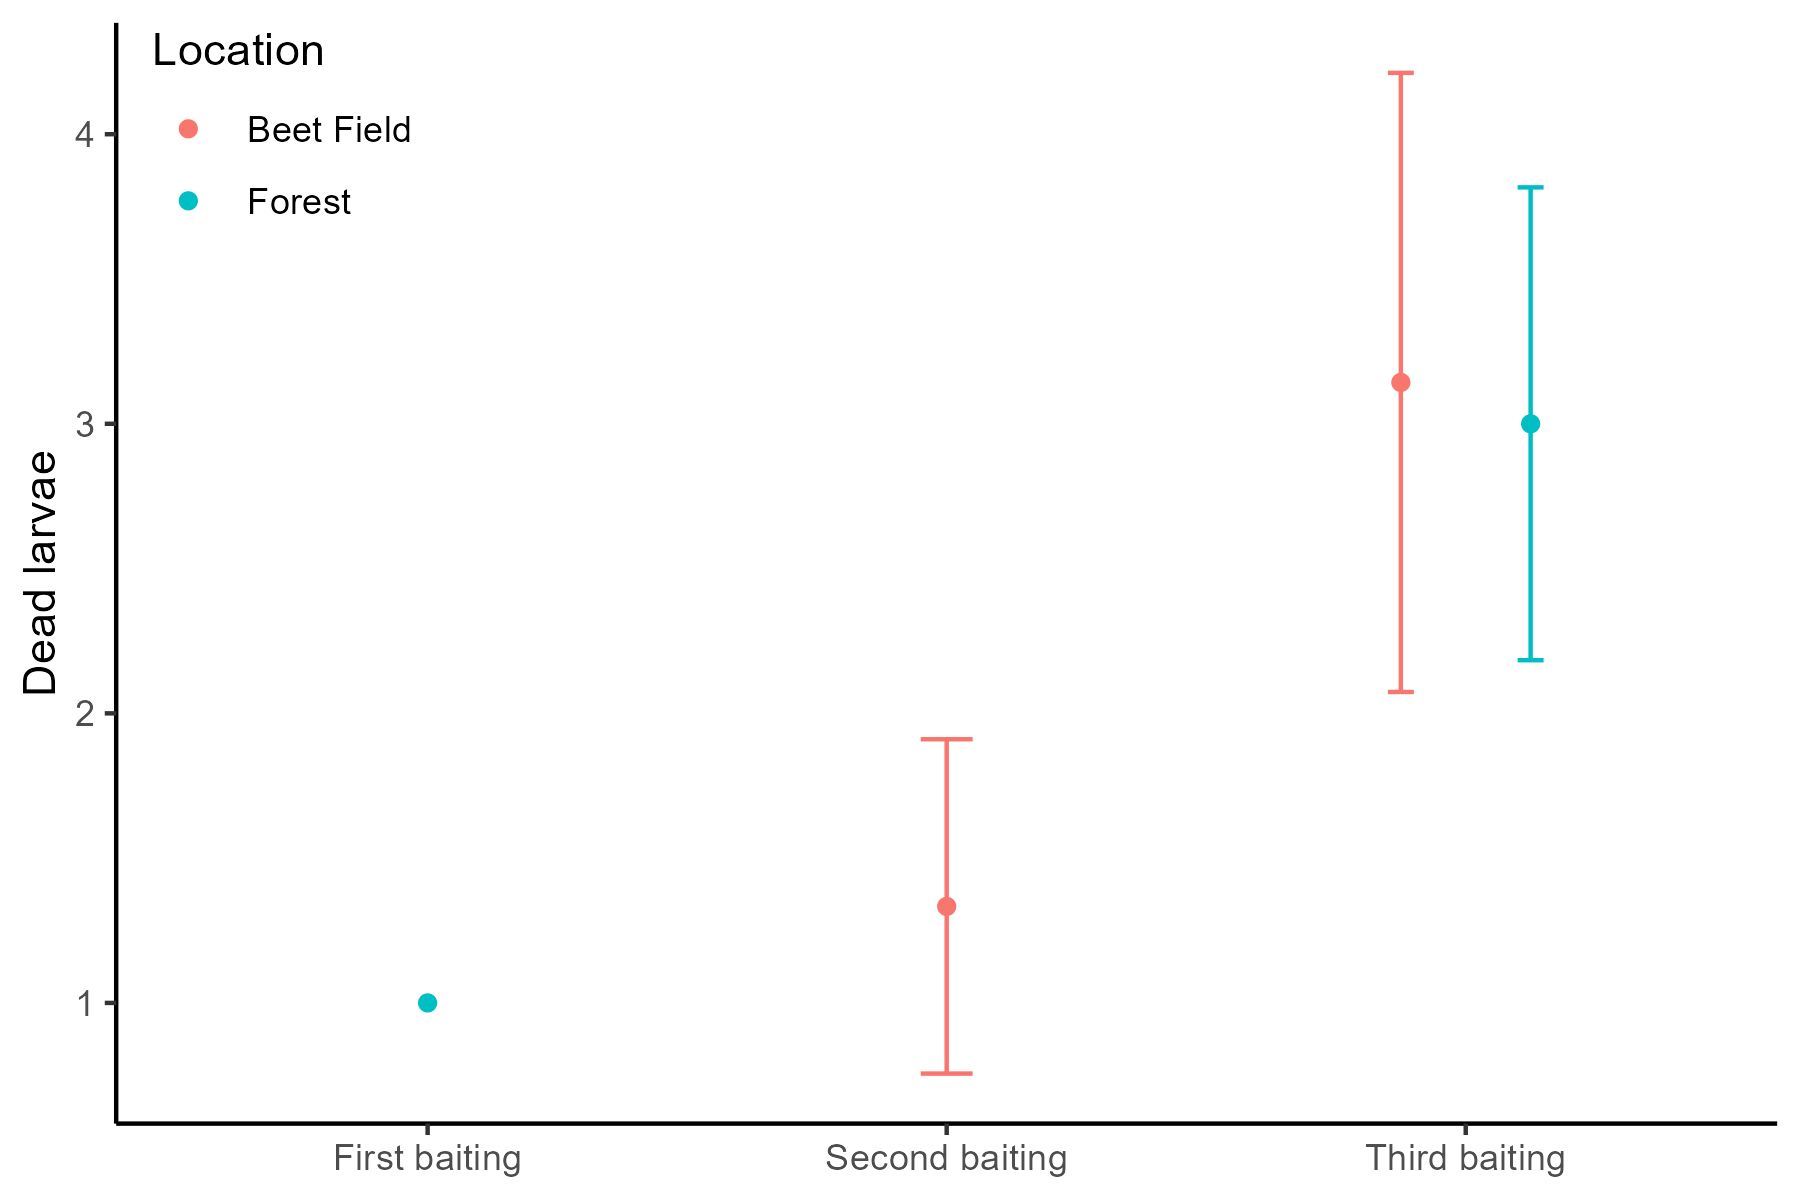 Location
Beet Field
Forest
4
3
2
1
Dead larvae
First baiting
Second baiting
Third baiting